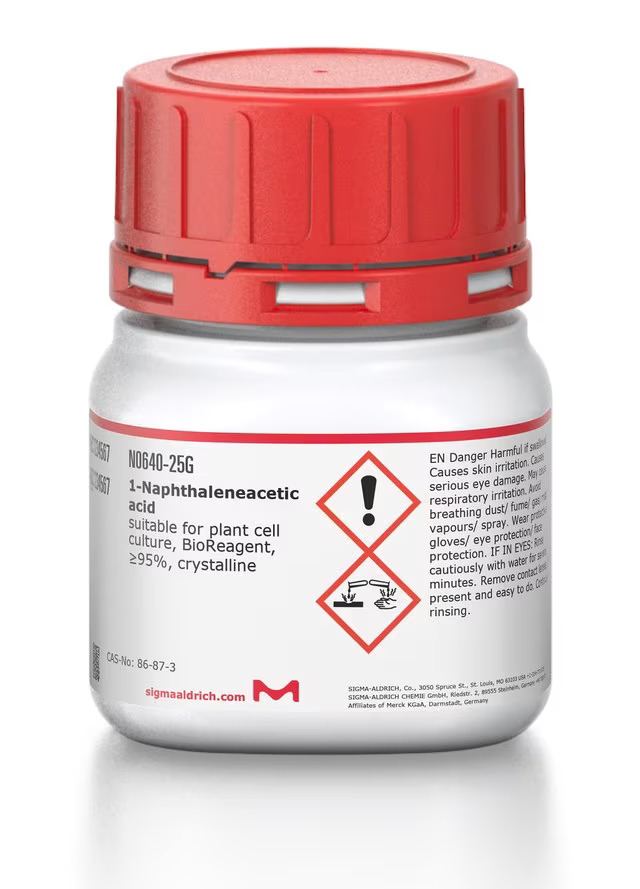 N0640-25G
1-Naphthaleneacetic
acid
suitable for plant cell
culture, BioReagent,
≥95%, crystalline
CAS-No: 86-87-3
sigmaaldrich.com
EN Danger Harmful if swallowed
Causes skin irritation. Causes
serious eye damage. May cause
respiratory irritation. Avoid
breathing dust/ fume/ gas/
vapours/ spray. Wear protective
gloves/ eye protection/ face
protection. IF IN EYES: Rinse
cautiously with water for several
minutes. Remove contact lenses
present and easy to do. Continue
rinsing.
SIGMA-ALDRICH, Co., 3050 Spruce St., St. Louis, MO 63103 USA
SIGMA-ALDRICH CHEMIE GmbH, Riedstr. 2, 89555 Steinheim, Germany
Affiliates of Merck KGaA, Darmstadt, Germany